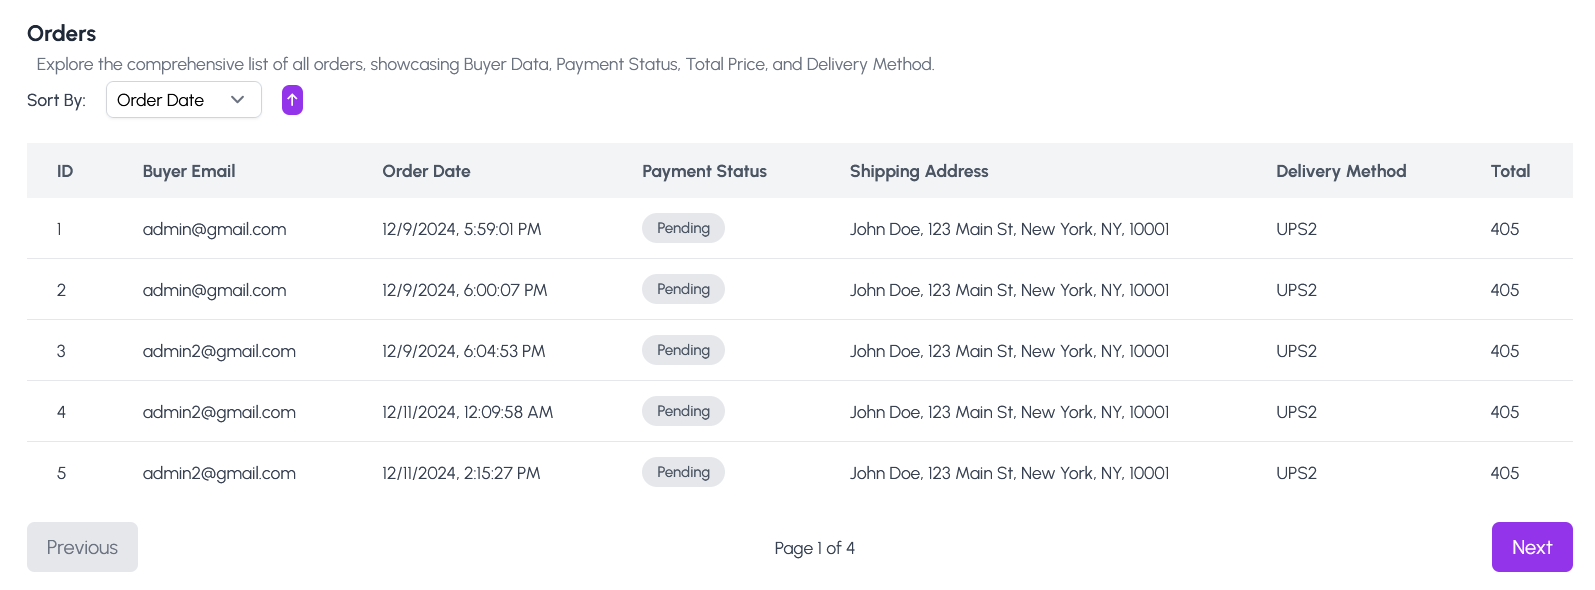 Orders
Explore the comprehensive list of all orders, showcasing Buyer Data, Payment Status, Total Price, and Delivery Method.
Sort By: Order Date
ID Buyer Email Order Date Payment Status Shipping Address Delivery Method Total
1 admin@gmail.com 12/9/2024, 5:59:01 PM Pending John Doe, 123 Main St, New York, NY, 10001 UPS2 405
2 admin@gmail.com 12/9/2024, 6:00:07 PM Pending John Doe, 123 Main St, New York, NY, 10001 UPS2 405
3 admin2@gmail.com 12/9/2024, 6:04:53 PM Pending John Doe, 123 Main St, New York, NY, 10001 UPS2 405
4 admin2@gmail.com 12/11/2024, 12:09:58 AM Pending John Doe, 123 Main St, New York, NY, 10001 UPS2 405
5 admin2@gmail.com 12/11/2024, 2:15:27 PM Pending John Doe, 123 Main St, New York, NY, 10001 UPS2 405
Previous Page 1 of 4 Next